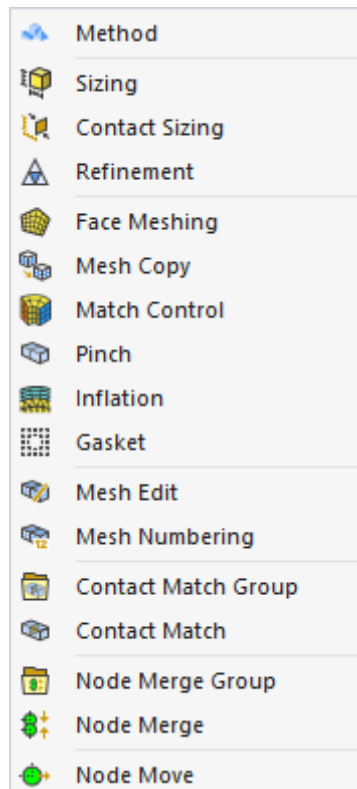 Method
Sizing
Contact Sizing
Refinement
Face Meshing
Mesh Copy
Match Control
Pinch
Inflation
Gasket
Mesh Edit
Mesh Numbering
Contact Match Group
Contact Match
Node Merge Group
Node Merge
Node Move